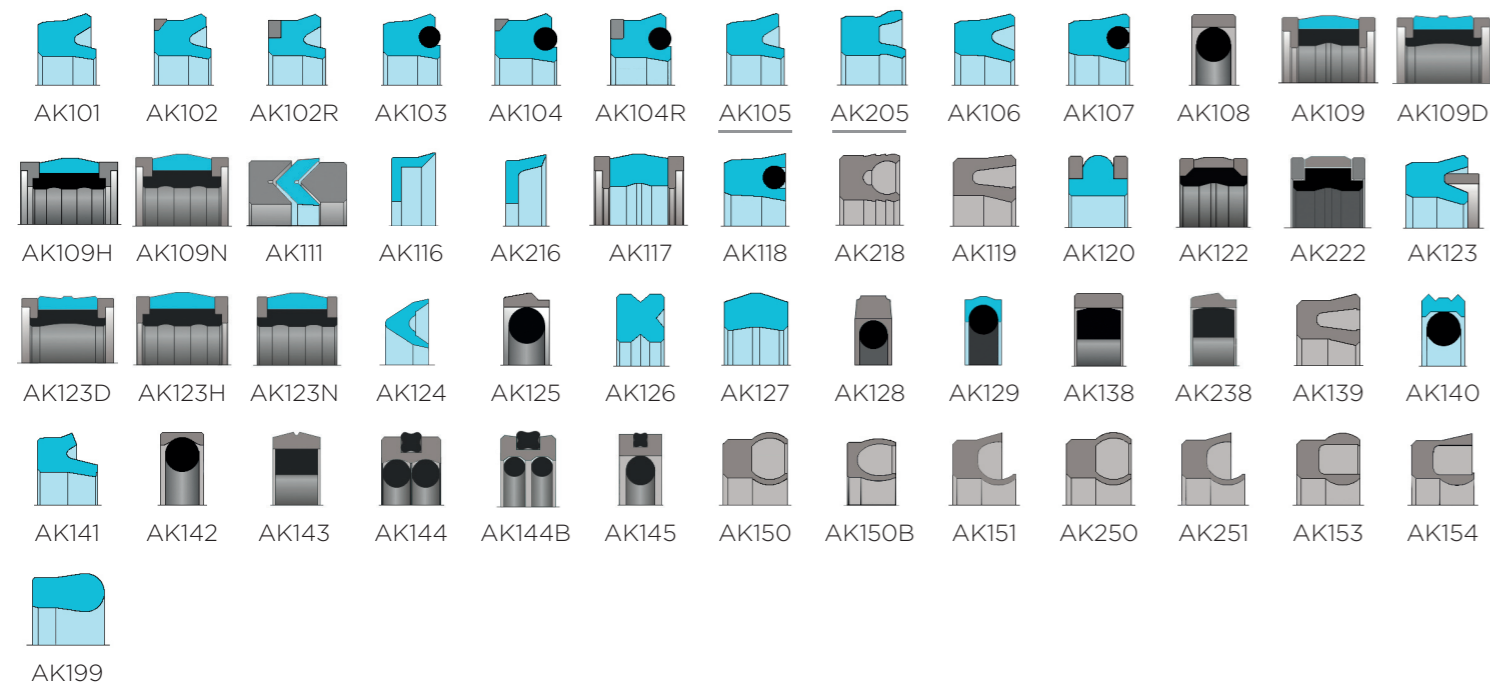 AK101 AK102 AK102R AK103 AK104 AK104R AK105 AK205 AK106 AK107 AK108 AK109 AK109D
AK109H AK109N AK111 AK116 AK216 AK117 AK118 AK218 AK119 AK120 AK122 AK222 AK123
AK123D AK123H AK123N AK124 AK125 AK126 AK127 AK128 AK129 AK138 AK238 AK139 AK140
AK141 AK142 AK143 AK144 AK144B AK145 AK150 AK150B AK151 AK250 AK251 AK153 AK154
AK199